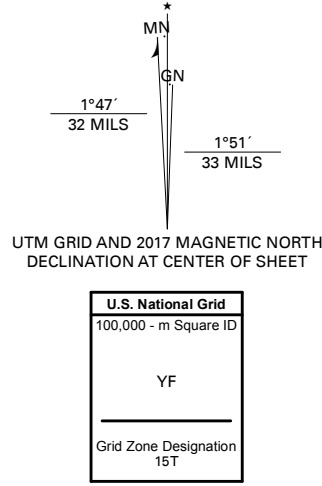 ★
MN
GN
1°47´
32 MILS
1°51´
33 MILS
UTM GRID AND 2017 MAGNETIC NORTH
DECLINATION AT CENTER OF SHEET
U.S. National Grid
100,000 - m Square ID
YF
Grid Zone Designation
15T